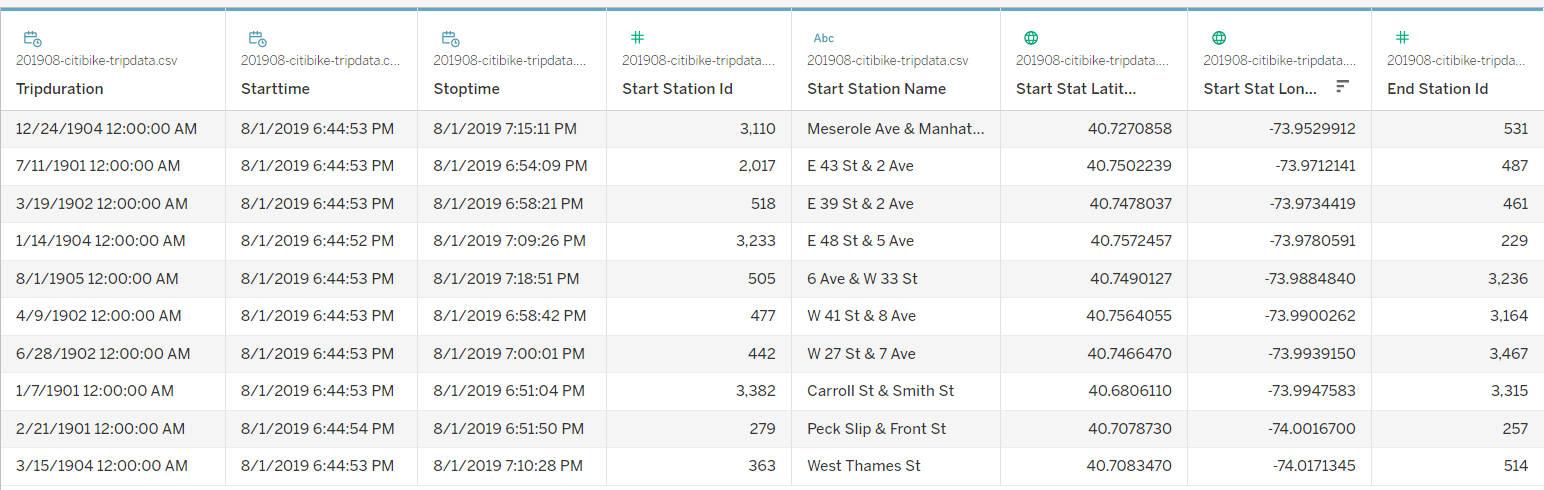 Abc
201908-citibike-tripdata.csv 201908-citibike-tripdata.c... 201908-citibike-tripdata.... 201908-citibike-tripdata.... 201908-citibike-tripdata.csv 201908-citibike-tripdata.... 201908-citibike-tripdata.... 201908-citibike-tripda...
Tripduration Starttime Stoptime Start Station Id Start Station Name Start Stat Latit... Start Stat Lon... End Station Id
12/24/1904 12:00:00 AM 8/1/2019 6:44:53 PM 8/1/2019 7:15:11 PM 3,110 Meserole Ave & Manhat... 40.7270858 -73.9529912 531
7/11/1901 12:00:00 AM 8/1/2019 6:44:53 PM 8/1/2019 6:54:09 PM 2,017 E 43 St & 2 Ave 40.7502239 -73.9712141 487
3/19/1902 12:00:00 AM 8/1/2019 6:44:53 PM 8/1/2019 6:58:21 PM 518 E 39 St & 2 Ave 40.7478037 -73.9734419 461
1/14/1904 12:00:00 AM 8/1/2019 6:44:52 PM 8/1/2019 7:09:26 PM 3,233 E 48 St & 5 Ave 40.7572457 -73.9780591 229
8/1/1905 12:00:00 AM 8/1/2019 6:44:53 PM 8/1/2019 7:18:51 PM 505 6 Ave & W 33 St 40.7490127 -73.9884840 3,236
4/9/1902 12:00:00 AM 8/1/2019 6:44:53 PM 8/1/2019 6:58:42 PM 477 W 41 St & 8 Ave 40.7564055 -73.9900262 3,164
6/28/1902 12:00:00 AM 8/1/2019 6:44:53 PM 8/1/2019 7:00:01 PM 442 W 27 St & 7 Ave 40.7466470 -73.9939150 3,467
1/7/1901 12:00:00 AM 8/1/2019 6:44:53 PM 8/1/2019 6:51:04 PM 3,382 Carroll St & Smith St 40.6806110 -73.9947583 3,315
2/21/1901 12:00:00 AM 8/1/2019 6:44:54 PM 8/1/2019 6:51:50 PM 279 Peck Slip & Front St 40.7078730 -74.0016700 257
3/15/1904 12:00:00 AM 8/1/2019 6:44:53 PM 8/1/2019 7:10:28 PM 363 West Thames St 40.7083470 -74.0171345 514